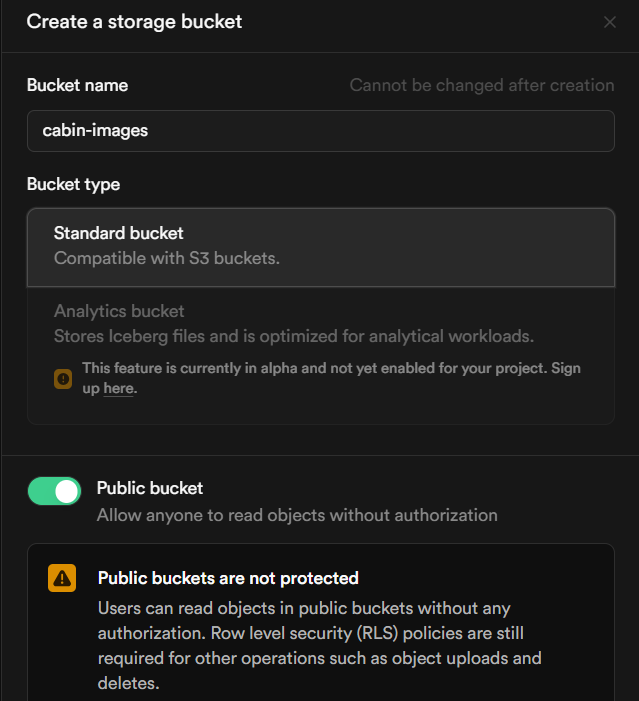 Create a storage bucket
Bucket name
Cannot be changed after creation
cabin-images
Bucket type
Standard bucket
Compatible with S3 buckets.
Analytics bucket
Stores Iceberg files and is optimized for analytical workloads.
This feature is currently in alpha and not yet enabled for your project. Sign
up here.
Public bucket
Allow anyone to read objects without authorization
Public buckets are not protected
Users can read objects in public buckets without any
authorization. Row level security (RLS) policies are still
required for other operations such as object uploads and
deletes.